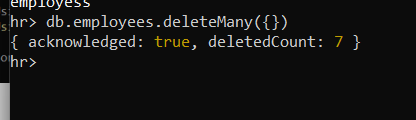 employess
hr> db.employees.deleteMany({})
{ acknowledged: true, deletedCount: 7 }
hr>